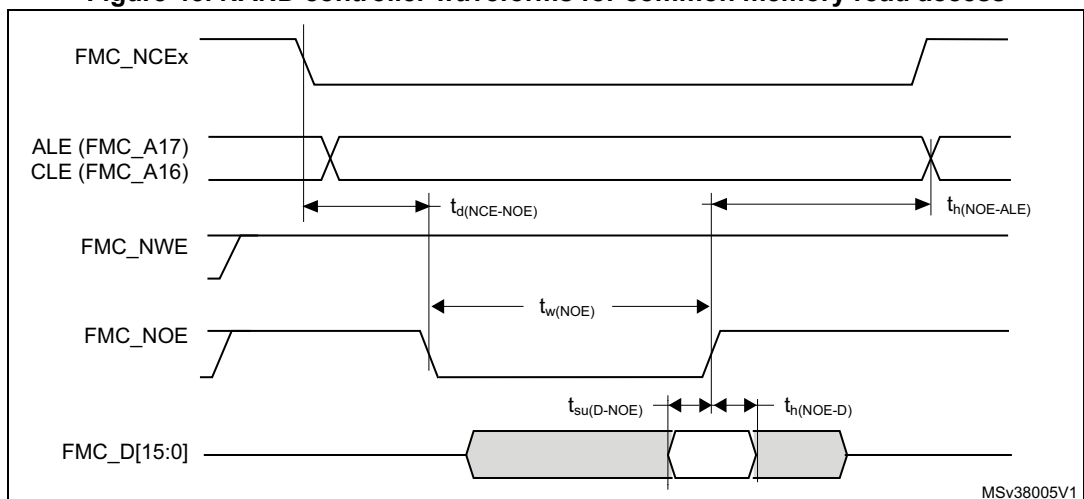 FMC_NCEx
ALE (FMC_A17)
CLE (FMC_A16)
td(NCE-NOE)
th(NOE-ALE)
FMC_NWE
tw(NOE)
FMC_NOE
tsu(D-NOE)
th(NOE-D)
FMC_D[15:0]
MSv38005V1